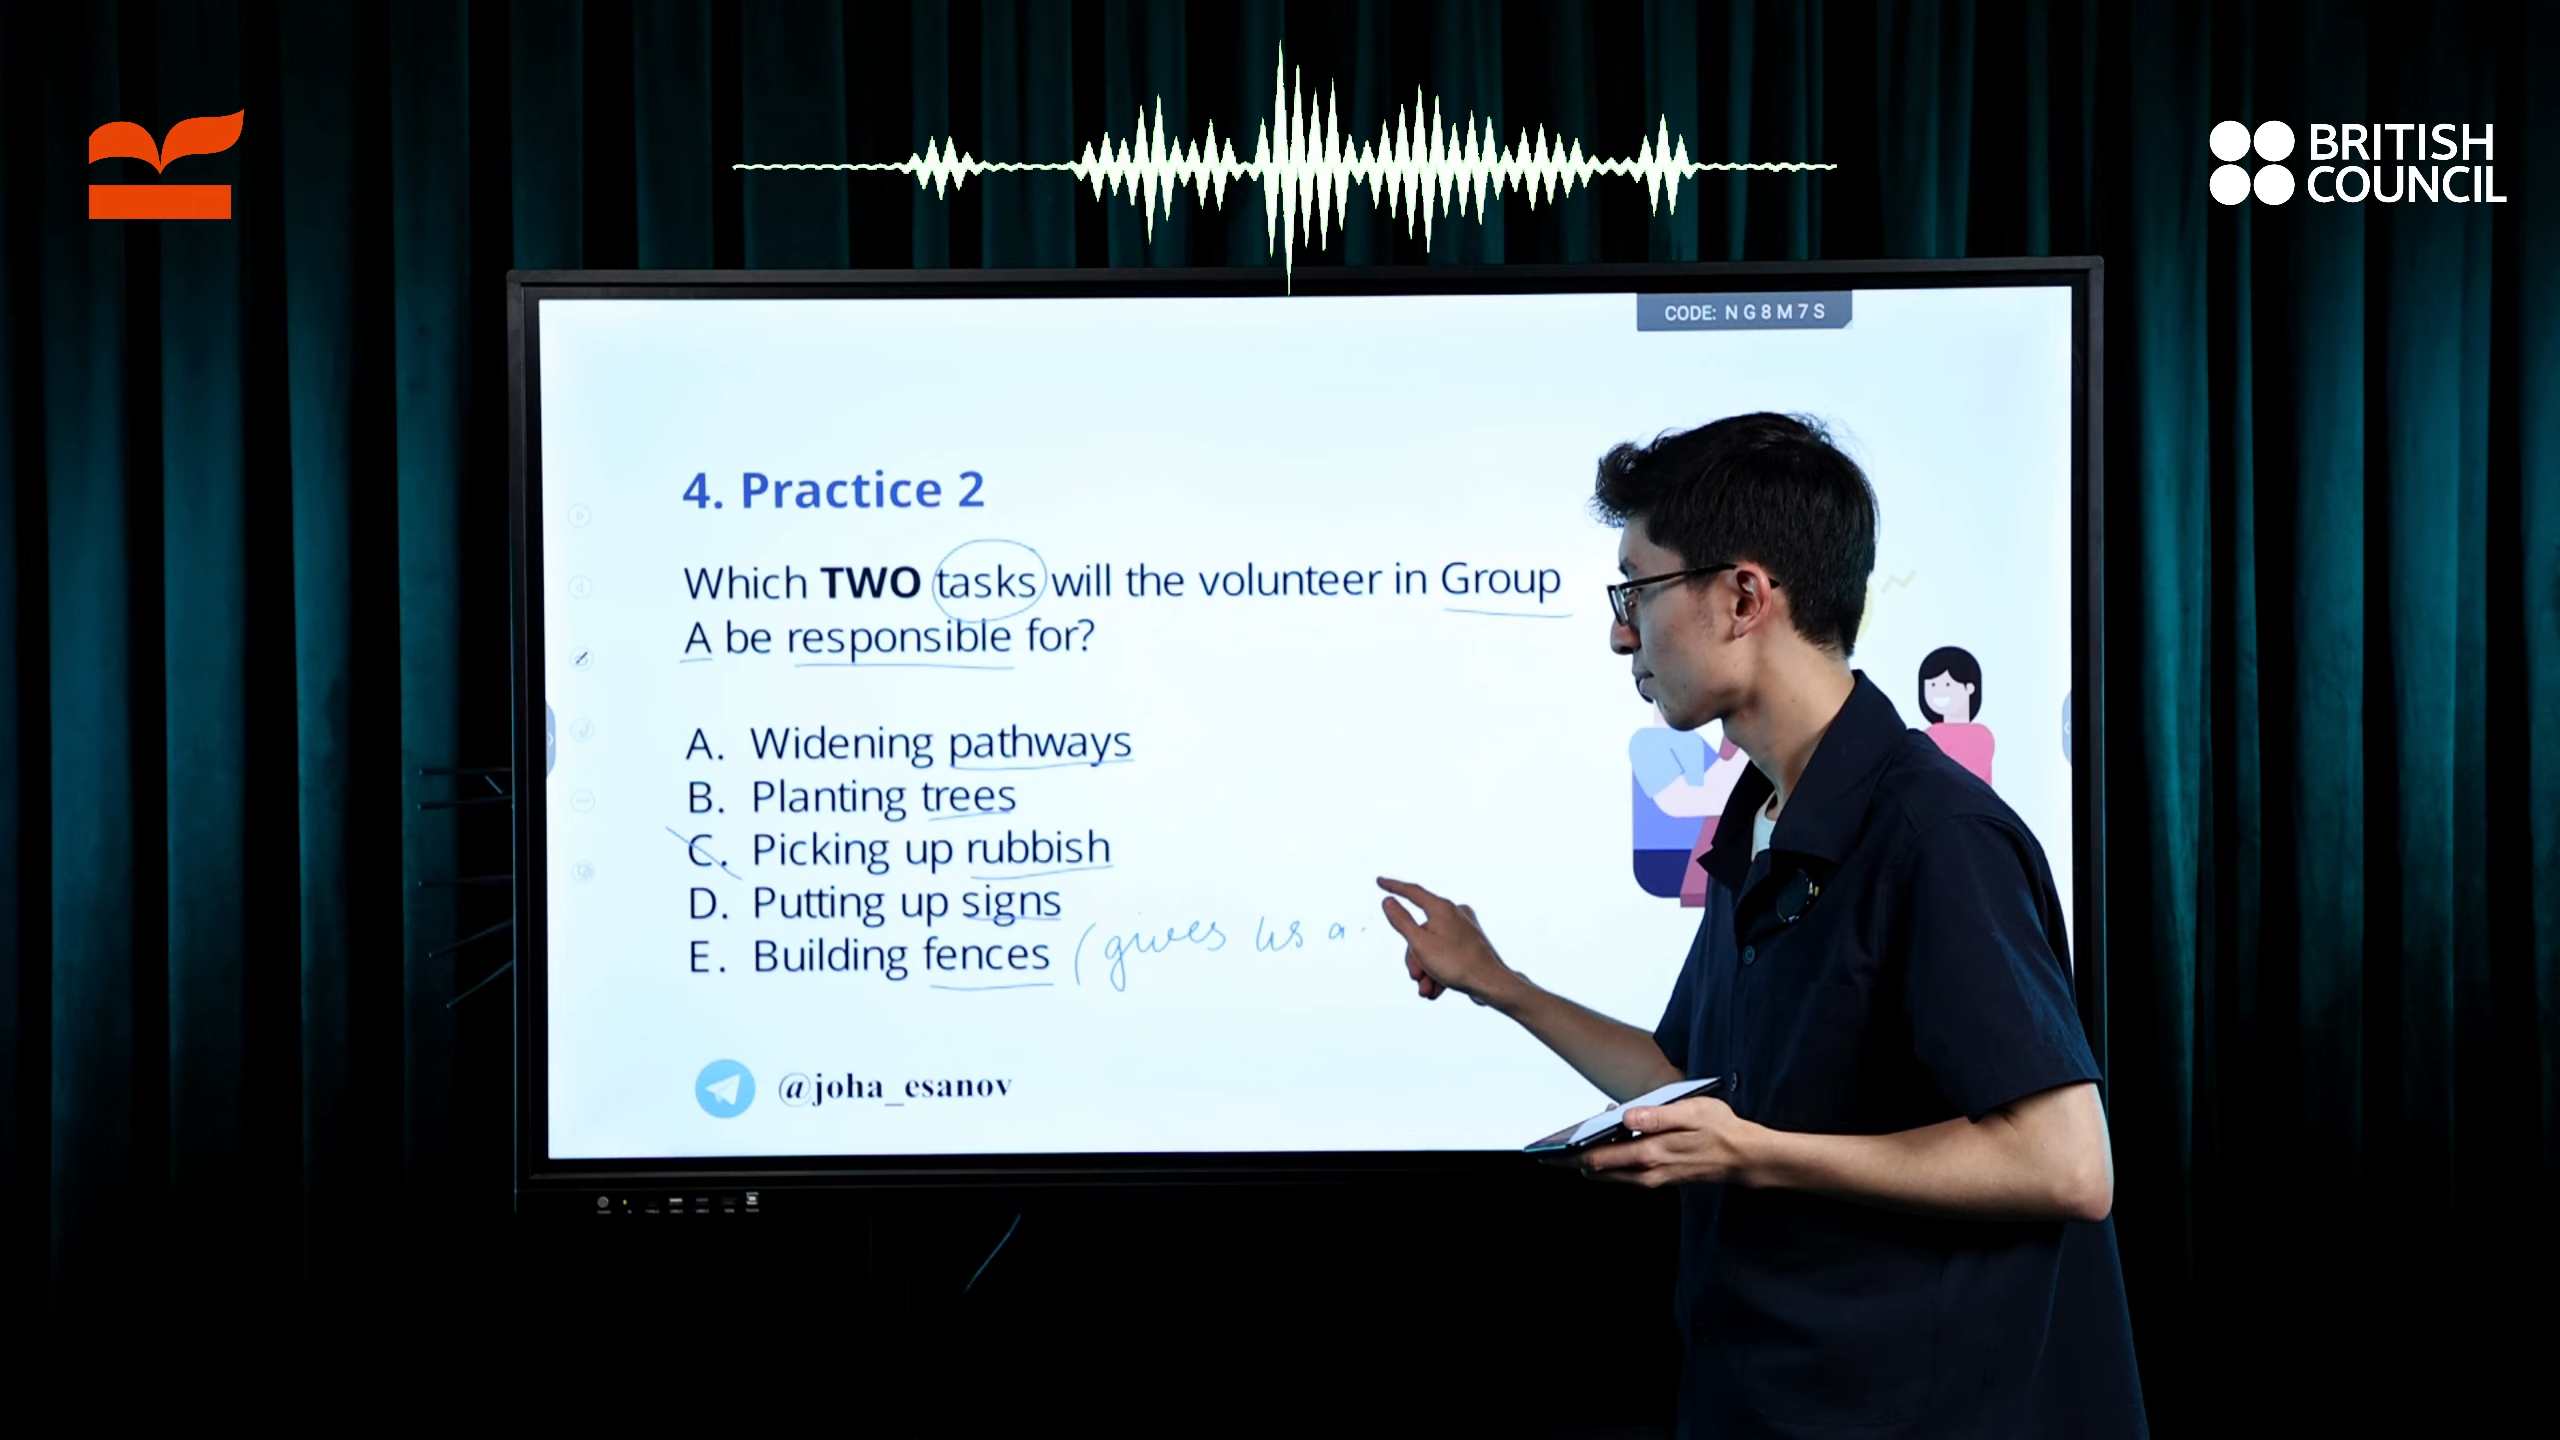 BRITISH
COUNCIL
CODE: NG8M7S
4. Practice 2
Which TWO tasks will the volunteer in Group
A be responsible for?
A. Widening pathways
B. Planting trees
C. Picking up rubbish
D. Putting up signs
E. Building fences (gives us a
@joha_esanov